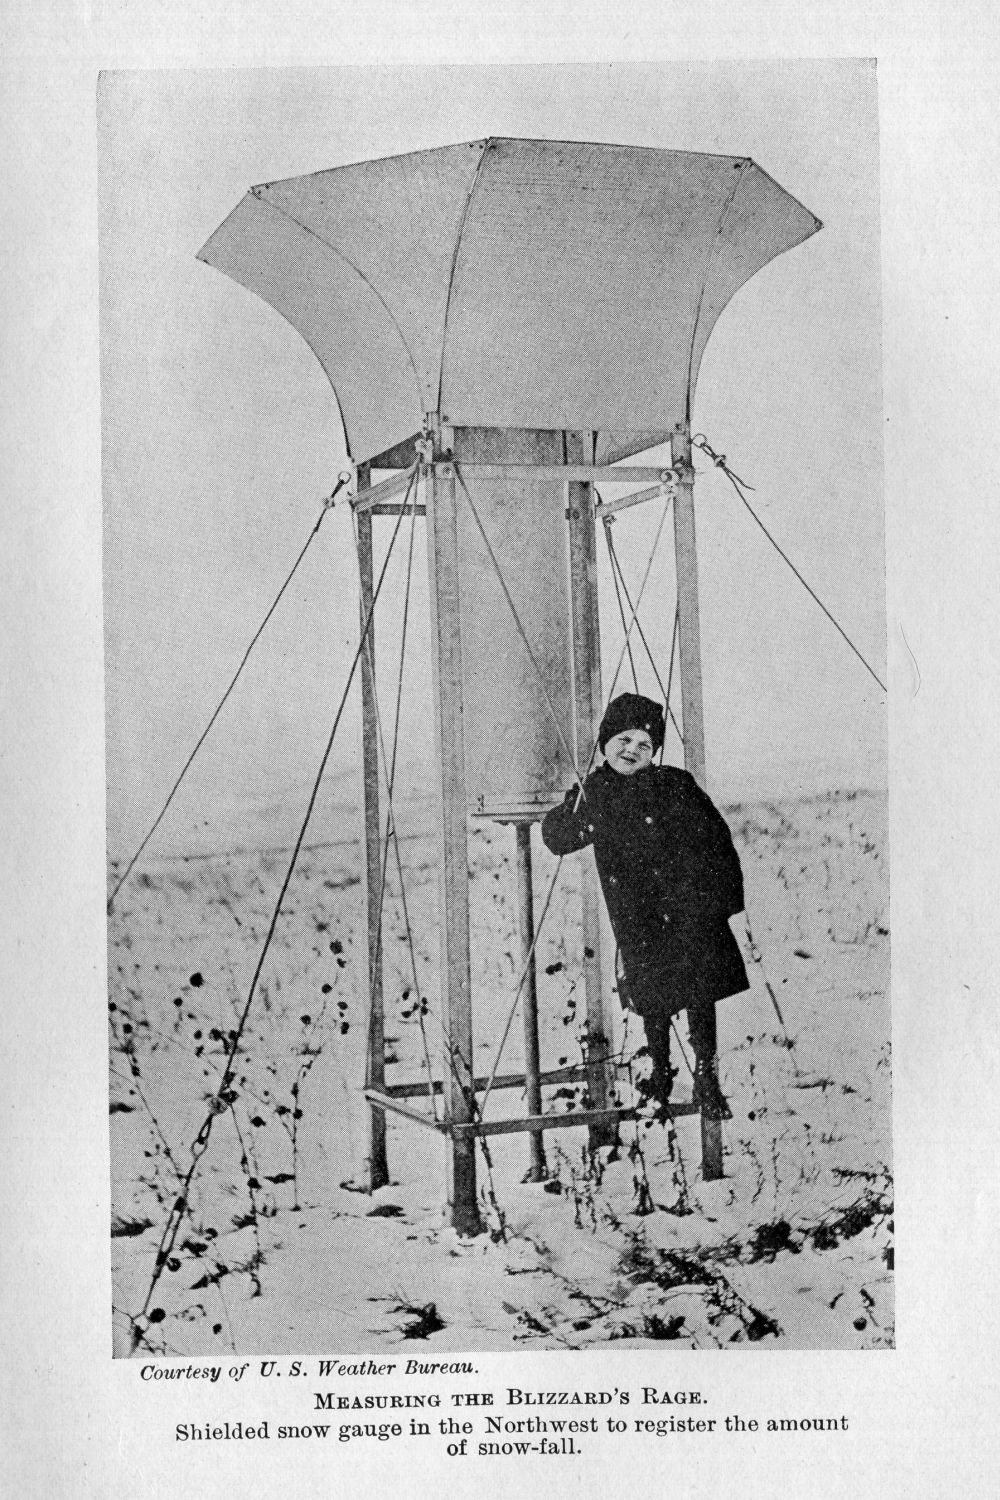 Courtesy of U. S. Weather Bureau.
MEASURING THE BLIZZARD'S RAGE.
Shielded snow gauge in the Northwest to register the amount
of snow-fall.